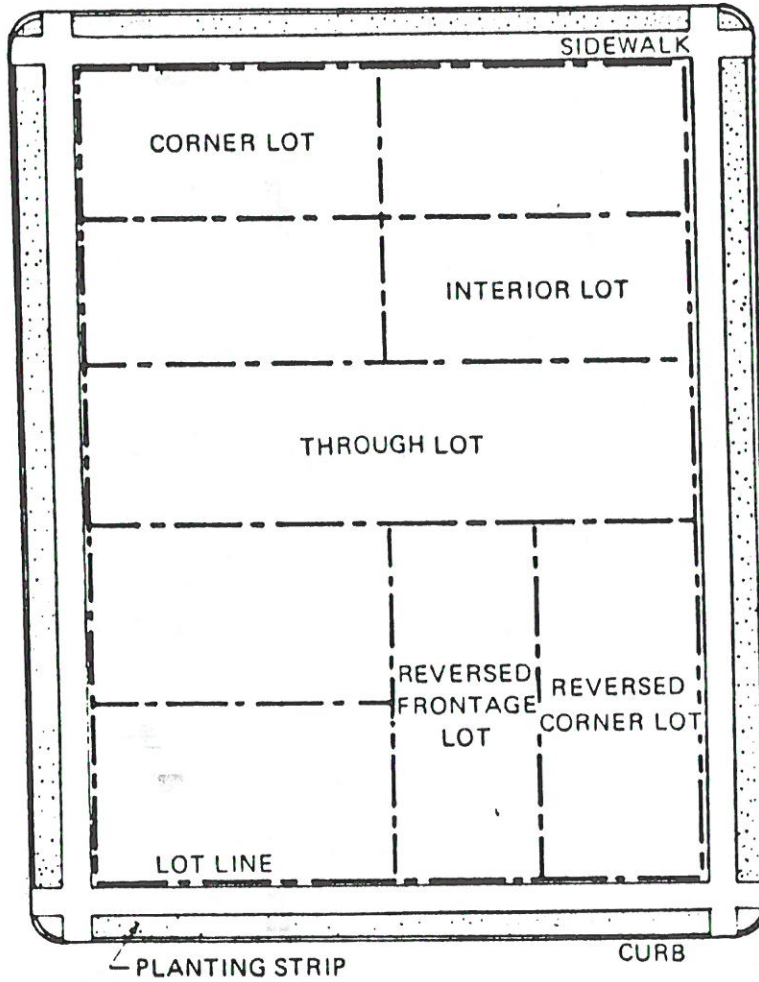 SIDEWALK
CORNER LOT
INTERIOR LOT
THROUGH LOT
REVERSED
FRONTAGE
LOT
REVERSED
CORNER LOT
LOT LINE
PLANTING STRIP
CURB